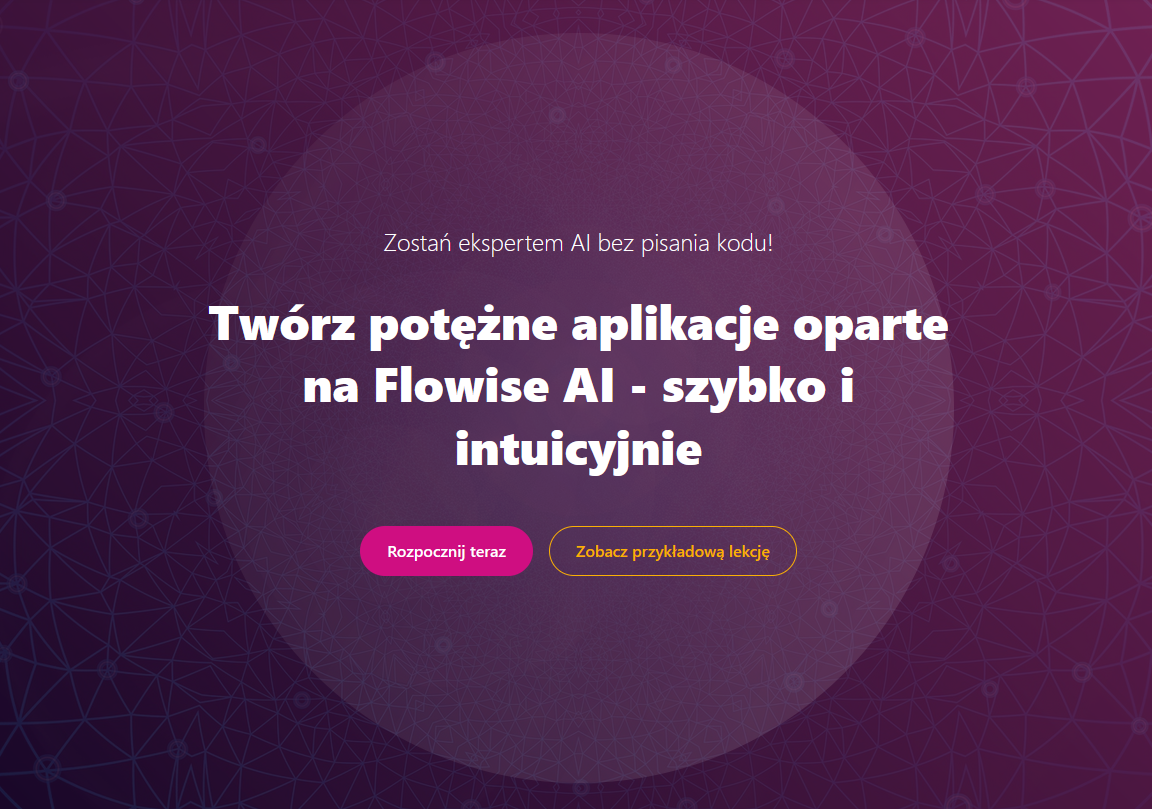 Zostań ekspertem AI bez pisania kodu!
Twórz potężne aplikacje oparte
na Flowise AI - szybko i
intuicyjnie
Rozpocznij teraz
Zobacz przykładową lekcję